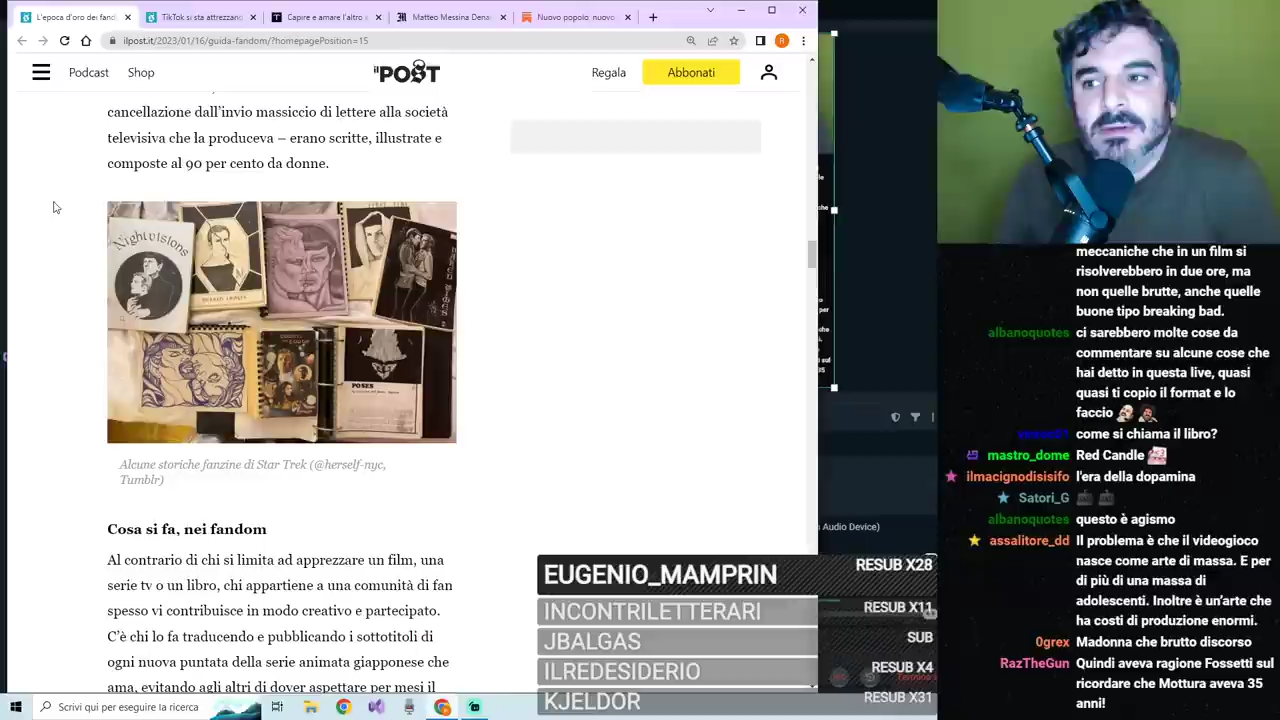 L'epoca d'oro dei fandom
TikTok si sta attrezzan
Capire e amare l'altro
Matteo Messina Dena
Nuovo popolo, nuovo
ilpost.it/2023/01/16/guida-fandom/?homepagePosition=15
Podcast
Shop
il POST
Regala
Abbonati
cancellazione dall'invio massiccio di lettere alla società
televisiva che la produceva – erano scritte, illustrate e
composte al 90 per cento da donne.
Nightvisions
NAKED TIMES
POSES
Alcune storiche fanzine di Star Trek (@herself-nyc,
Tumblr)
Cosa si fa, nei fandom
Al contrario di chi si limita ad apprezzare un film, una
serie tv o un libro, chi appartiene a una comunità di fan
spesso vi contribuisce in modo creativo e partecipato.
C'è chi lo fa traducendo e pubblicando i sottotitoli di
ogni nuova puntata della serie animata giapponese che
ama, evitando agli altri di dover aspettare per mesi il
n Audio Device)
EUGENIO_MAMPRIN RESUB X28
INCONTRILETTERARI RESUB X11
JBALGAS SUB
ILREDESIDERIO RESUB X4
KJELDOR RESUB X31
Scrivi qui per eseguire la ricerca
meccaniche che in un film si
risolverebbero in due ore, ma
non quelle brutte, anche quelle
buone tipo breaking bad.
albanoquotes ci sarebbero molte cose da
commentare su alcune cose che
hai detto in questa live, quasi
quasi ti copio il format e lo
faccio
come si chiama il libro?
mastro_dome Red Candle
ilmacignodisisifo l'era della dopamina
Satori_G
albanoquotes questo è agismo
assalitore_dd Il problema è che il videogioco
nasce come arte di massa. E per
di più di una massa di
adolescenti. Inoltre è un'arte che
ha costi di produzione enormi.
0grex Madonna che brutto discorso
RazTheGun Quindi aveva ragione Fossetti sul
ricordare che Mottura aveva 35
anni!